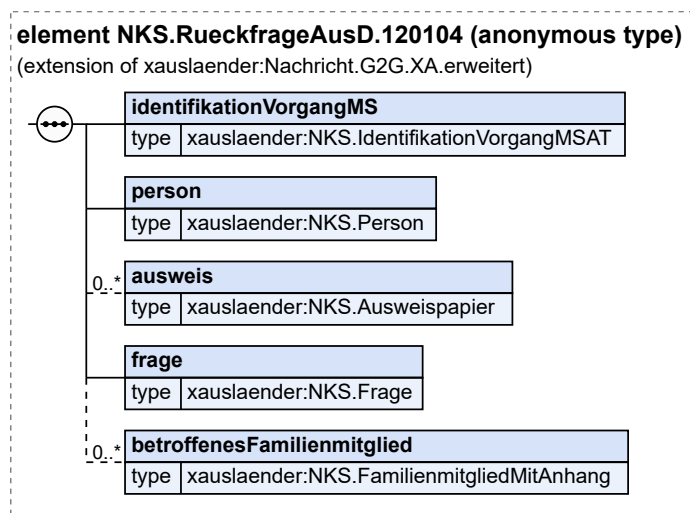 element NKS.RueckfrageAusD.120104 (anonymous type)
(extension of xauslaender:Nachricht.G2G.XA.erweitert)
identifikationVorgangMS
type xauslaender:NKS.IdentifikationVorgangMSAT
person
type xauslaender:NKS.Person
0..* ausweis
type xauslaender:NKS.Ausweispapier
frage
type xauslaender:NKS.Frage
0..* betroffenesFamilienmitglied
type xauslaender:NKS.FamilienmitgliedMitAnhang